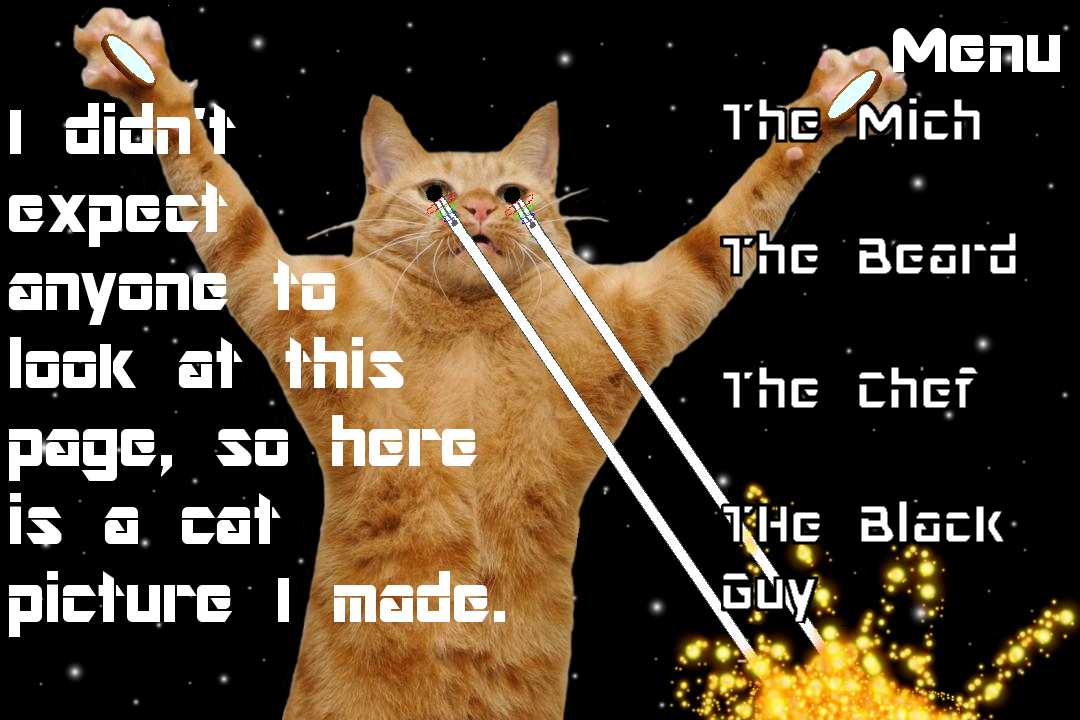 Menu
I didn't
expect
anyone to
look at this
page, so here
is a cat
picture I made.
The Mich
The Beard
The Chef
THe Black
Guy